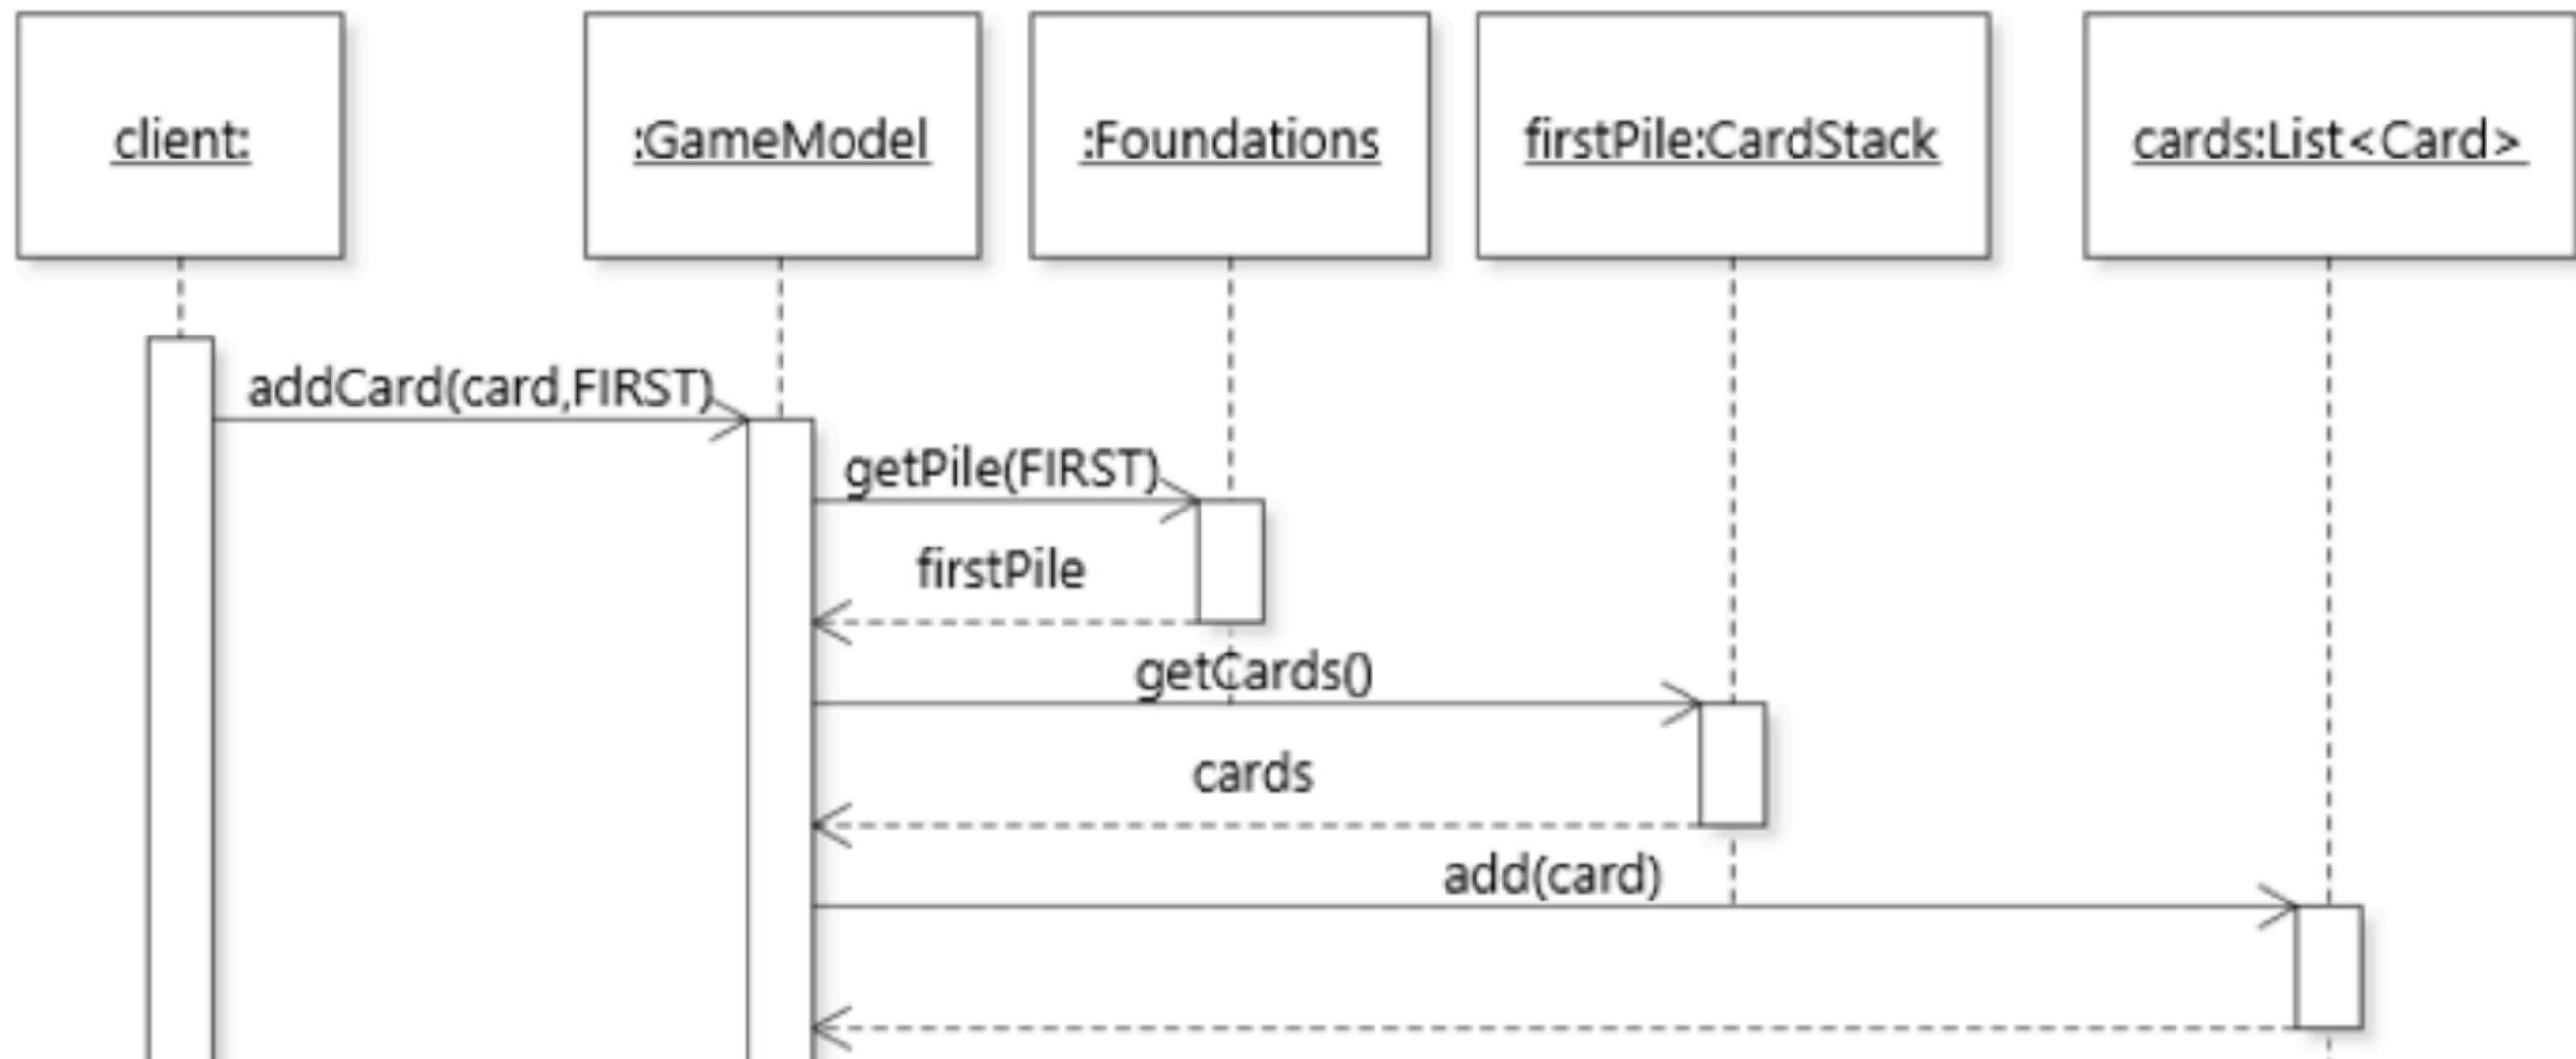 client:
:GameModel
:Foundations
firstPile:CardStack
cards:List<Card>
addCard(card,FIRST)
getPile(FIRST)
firstPile
getCards()
cards
add(card)